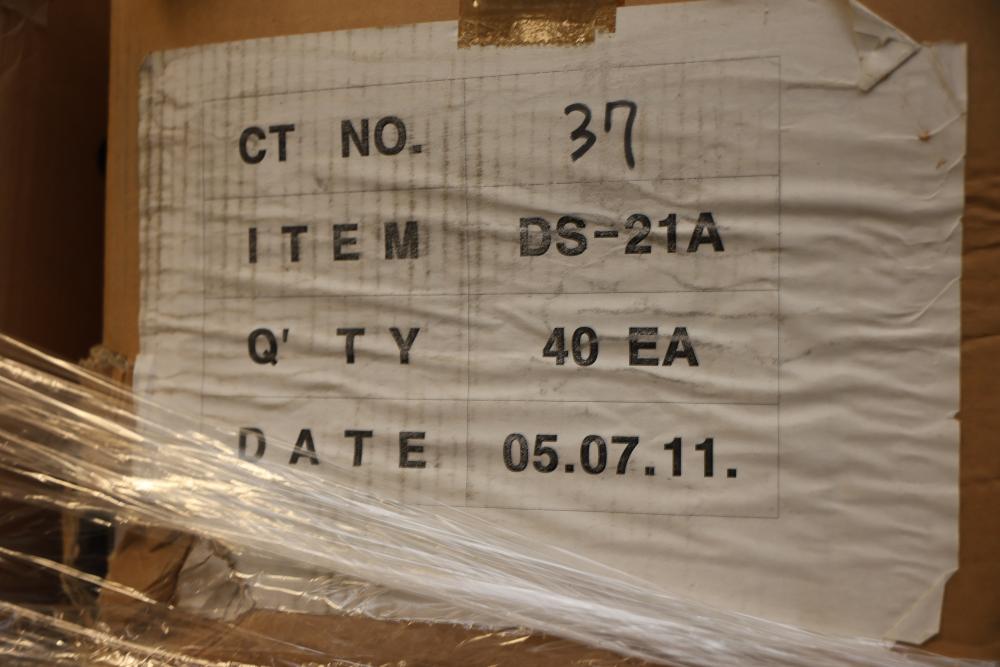 CT NO. 37
ITEM DS-21A
Q'TY 40 EA
DATE 05.07.11.